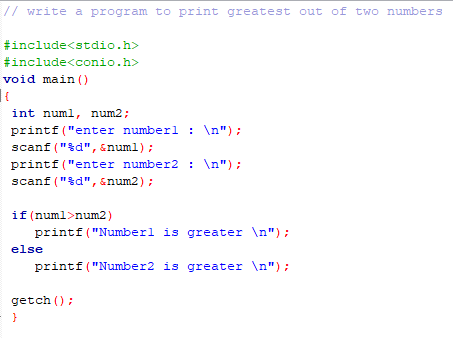 // write a program to print greatest out of two numbers
#include<stdio.h>
#include<conio.h>
void main()
{
int num1, num2;
printf("enter number1 : \n");
scanf("%d",&num1);
printf("enter number2 : \n");
scanf("%d",&num2);
if(num1>num2)
printf("Number1 is greater \n");
else
printf("Number2 is greater \n");
getch();
}